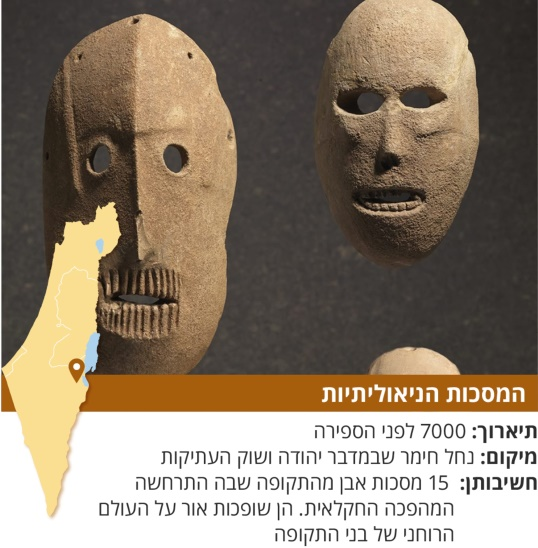 המסכות הניאוליתיות
תיארוך: 7000 לפני הספירה
מיקום: נחל חימר שבמדבר יהודה ושוק העתיקות
חשיבותן: 15 מסכות אבן מהתקופה שבה התרחשה
המהפכה החקלאית. הן שופכות אור על העולם
הרוחני של בני התקופה